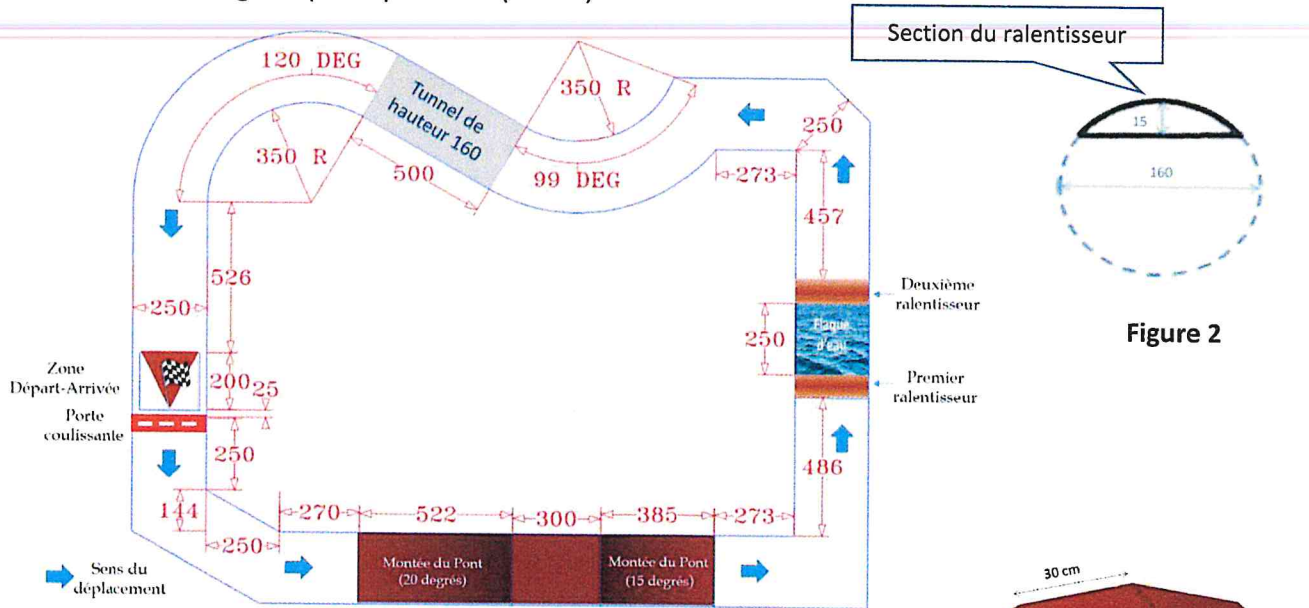 Section du ralentisseur
120 DEG
Tunnel de
hauteur 160
350 R
350 R
500
99 DEG
250
273
457
15
160
Figure 2
526
250
Deuxième
ralentisseur
Flaque
d'eau
250
Premier
ralentisseur
Zone
Départ-Arrivée
200
25
Porte
coulissante
250
486
144
250
270
522
300
385
273
Montée du Pont
(20 degrés)
Montée du Pont
(15 degrés)
Sens du
déplacement
30 cm